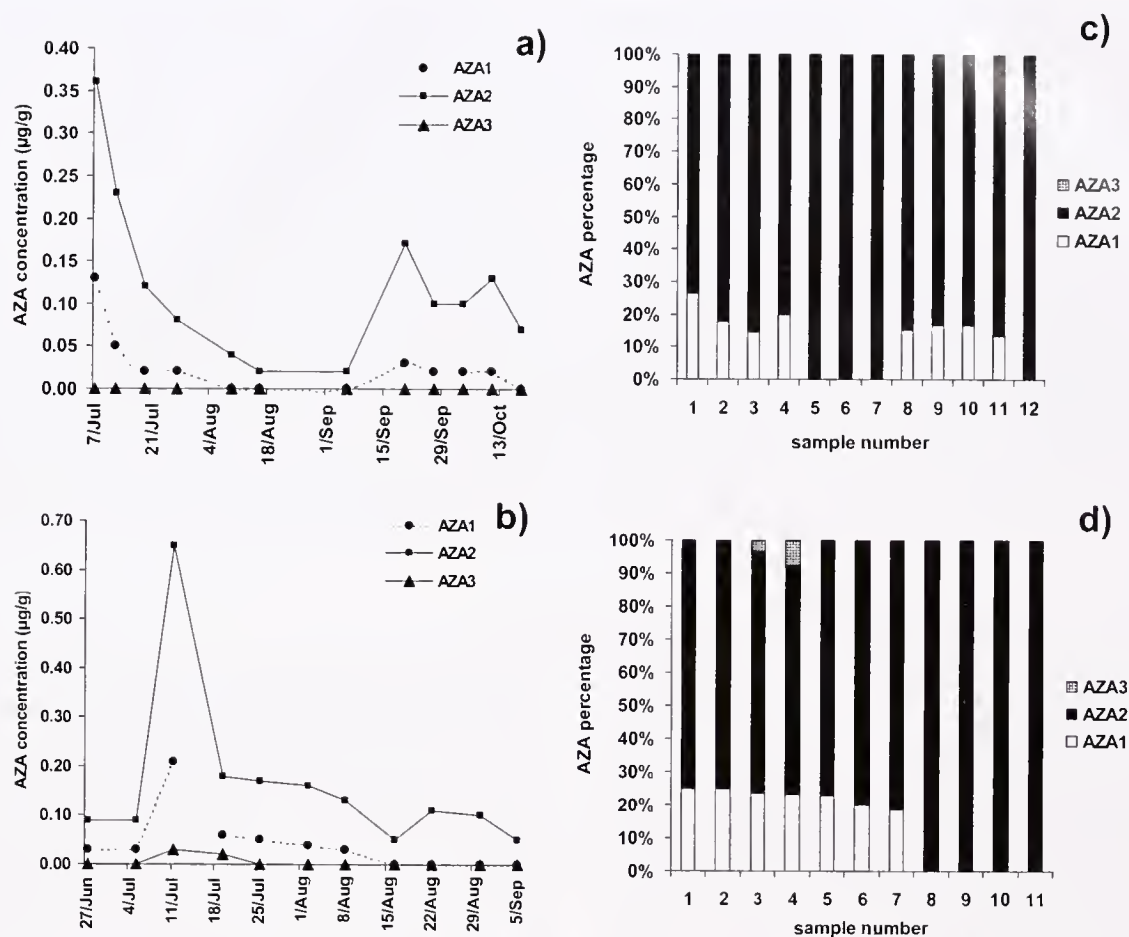 a)
AZA concentration (µg/g)
0.40
0.35
0.30
0.25
0.20
0.15
0.10
0.05
0.00
7/Jul
21/Jul
4/Aug
18/Aug
1/Sep
15/Sep
29/Sep
13/Oct
AZA1
AZA2
AZA3
c)
AZA percentage
100%
90%
80%
70%
60%
50%
40%
30%
20%
10%
0%
1 2 3 4 5 6 7 8 9 10 11 12
sample number
AZA3
AZA2
AZA1
b)
AZA concentration (µg/g)
0.70
0.60
0.50
0.40
0.30
0.20
0.10
0.00
27/Jun
4/Jul
11/Jul
18/Jul
25/Jul
1/Aug
8/Aug
15/Aug
22/Aug
29/Aug
5/Sep
AZA1
AZA2
AZA3
d)
AZA percentage
100%
90%
80%
70%
60%
50%
40%
30%
20%
10%
0%
1 2 3 4 5 6 7 8 9 10 11
sample number
AZA3
AZA2
AZA1